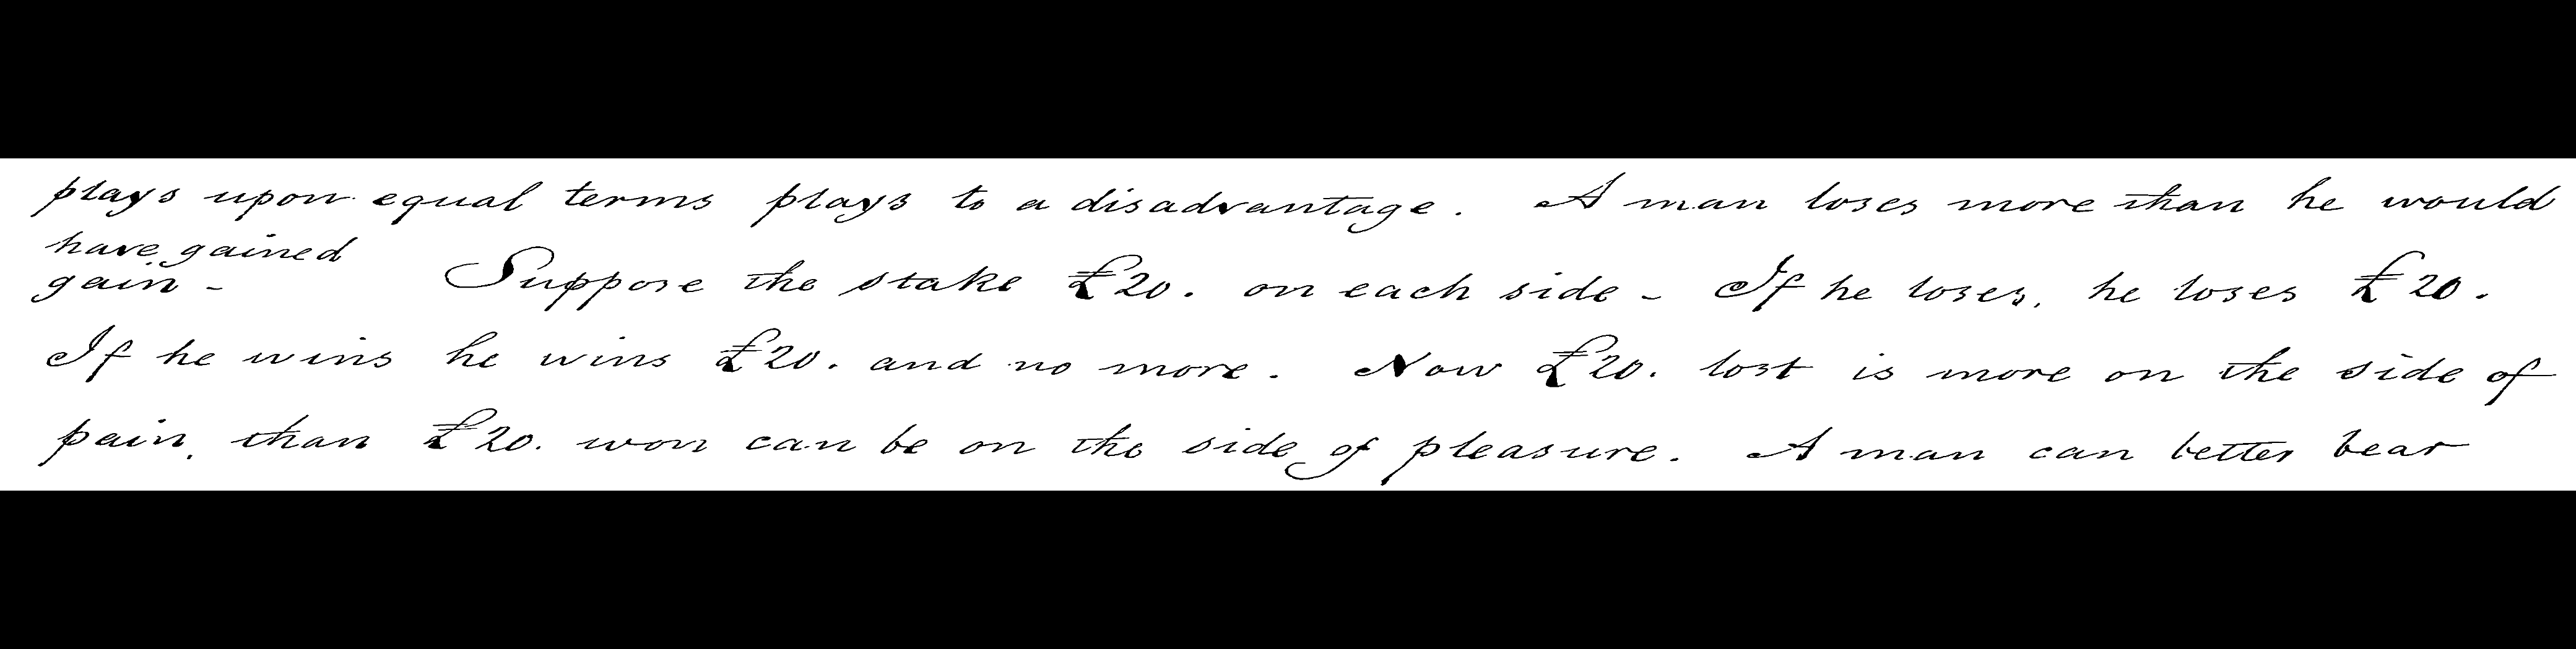 plays upon equal terms plays to a disadvantage. A man loses more than he would
have gained
gain - Suppose the stake £20. on each side - If he loses, he loses £20.
If he wins he wins £20. and no more. Now £20. lost is more on the side of
pain, than £20. won can be on the side of pleasure. A man can better bear